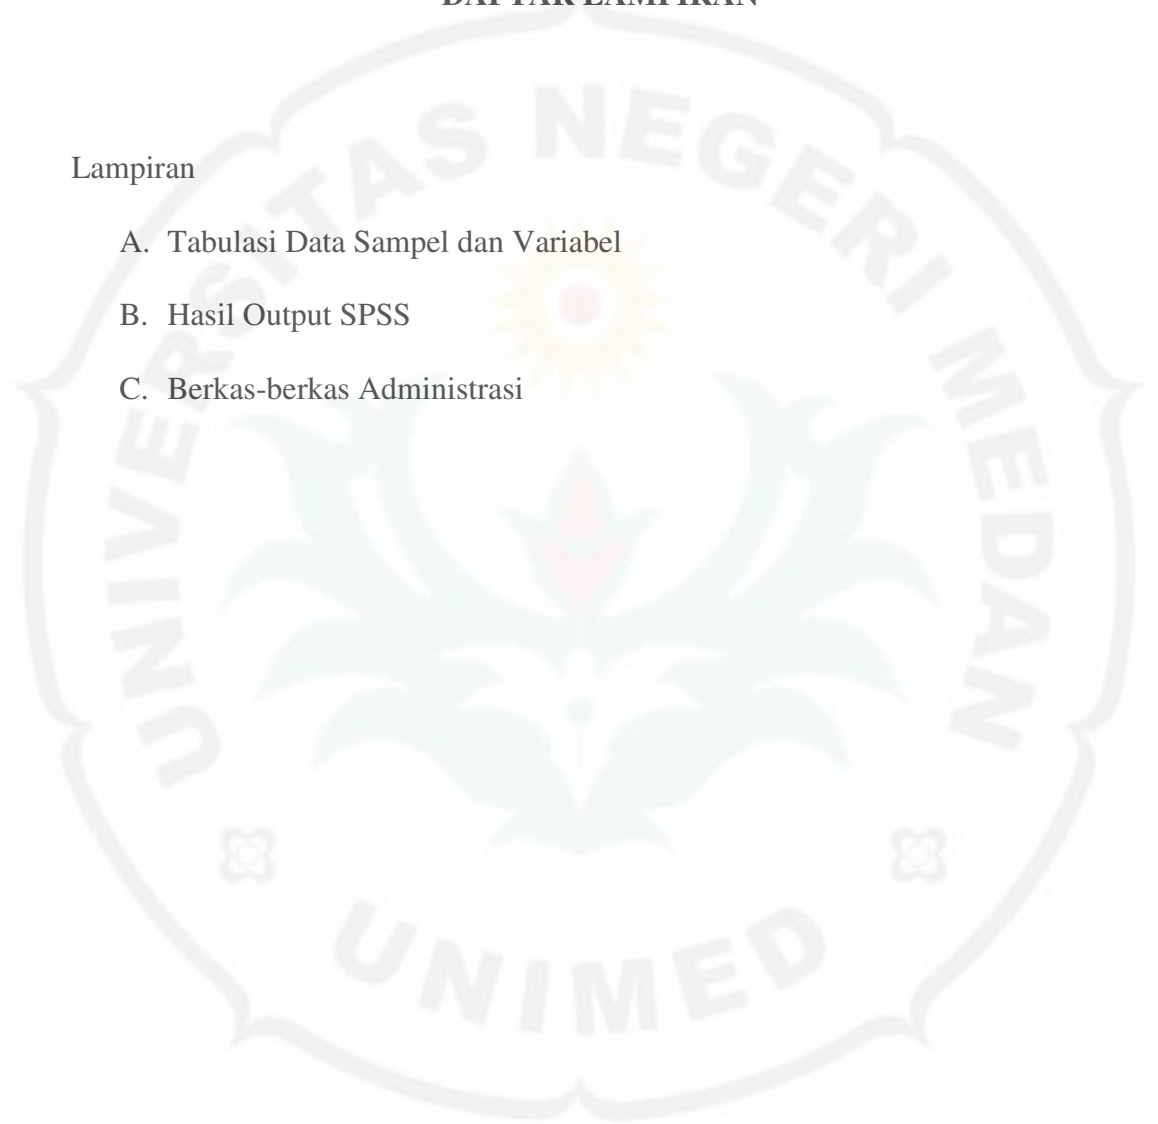 DAFTAR LAMPIRAN
UNIVERSITAS NEGERI MEDAN
Lampiran
A. Tabulasi Data Sampel dan Variabel
B. Hasil Output SPSS
C. Berkas-berkas Administrasi
UNIMED